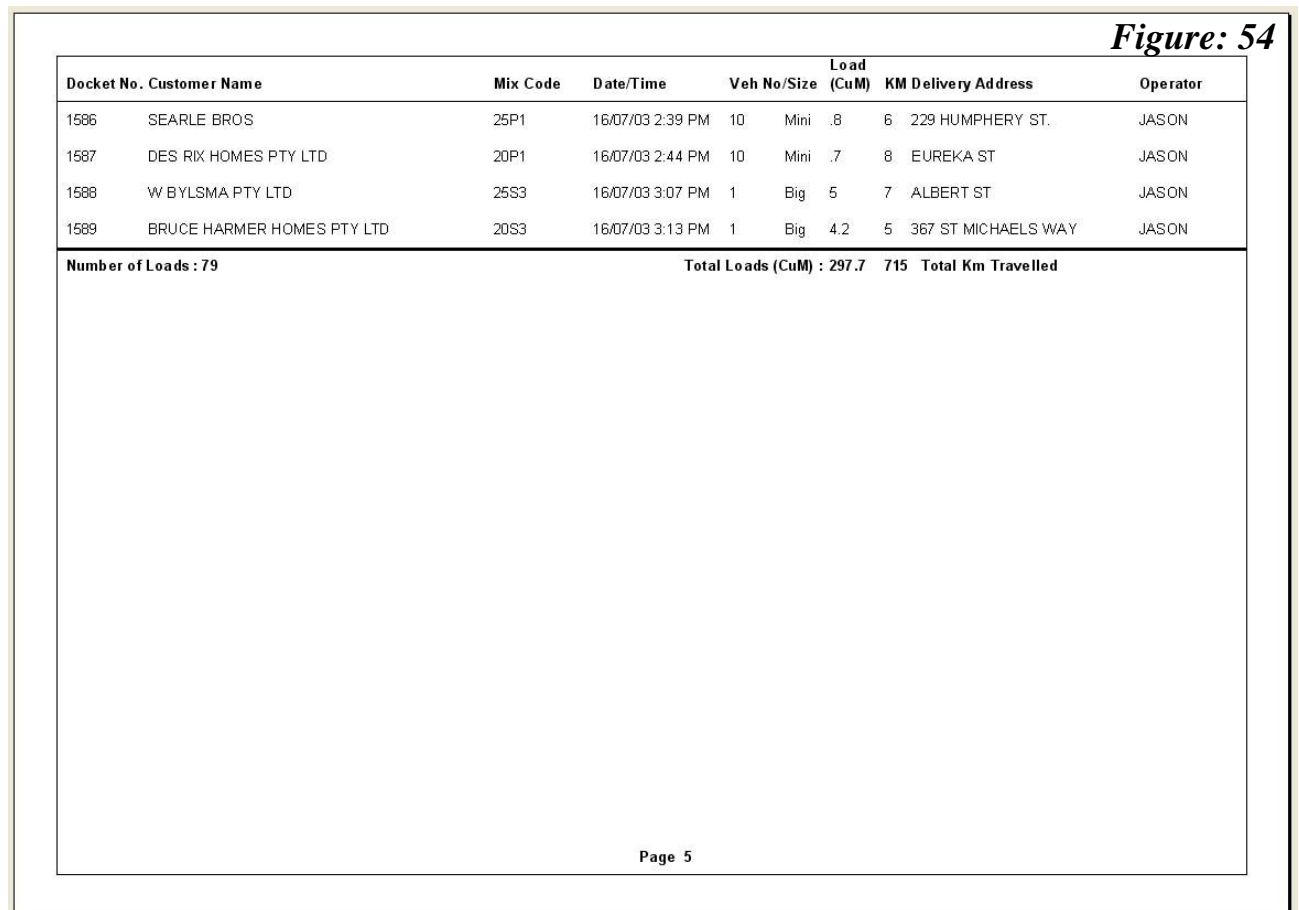 Figure: 54
Load
Docket No. Customer Name Mix Code Date/Time Veh No/Size (CuM) KM Delivery Address Operator
1586 SEARLE BROS 25P1 16/07/03 2:39 PM 10 Mini .8 6 229 HUMPHERY ST. JASON
1587 DES RIX HOMES PTY LTD 20P1 16/07/03 2:44 PM 10 Mini .7 8 EUREKA ST JASON
1588 W BYLSMA PTY LTD 25S3 16/07/03 3:07 PM 1 Big 5 7 ALBERT ST JASON
1589 BRUCE HARMER HOMES PTY LTD 20S3 16/07/03 3:13 PM 1 Big 4.2 5 367 ST MICHAELS WAY JASON
Number of Loads : 79 Total Loads (CuM) : 297.7 715 Total Km Travelled
Page 5